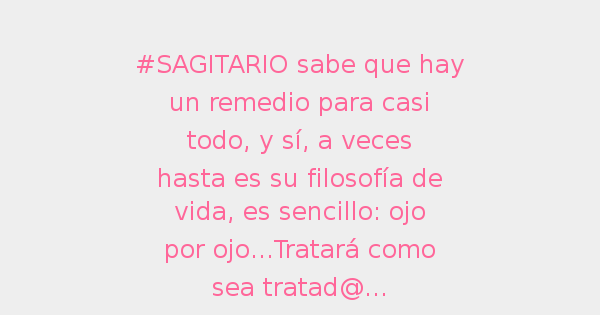 #SAGITARIO sabe que hay
un remedio para casi
todo, y sí, a veces
hasta es su filosofía de
vida, es sencillo: ojo
por ojo...Tratará como
sea tratad@...